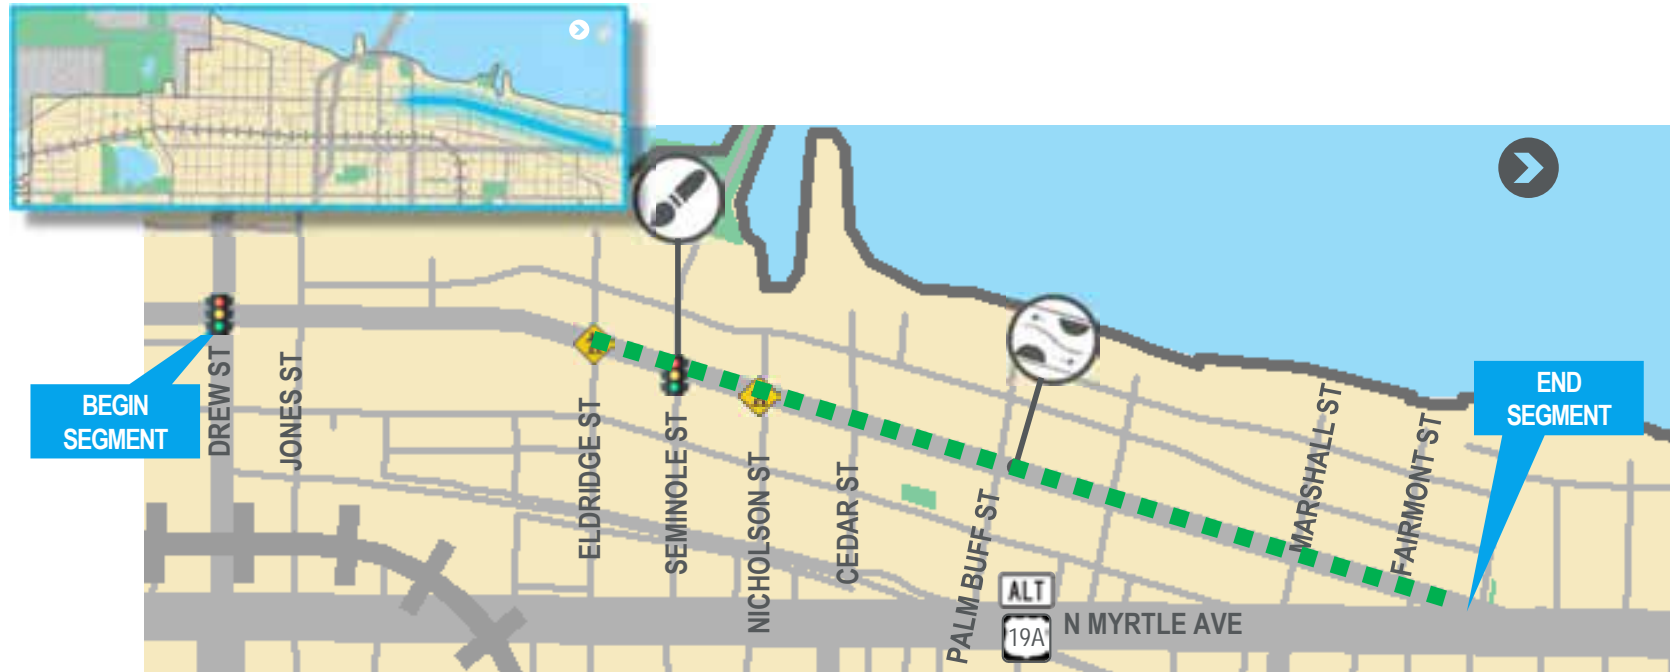 BEGIN
SEGMENT
DREW ST
JONES ST
ELDRIDGE ST
SEMINOLE ST
NICHOLSON ST
CEDAR ST
PALM BUFF ST
MARSHALL ST
FAIRMONT ST
END
SEGMENT
ALT
19A
N MYRTLE AVE